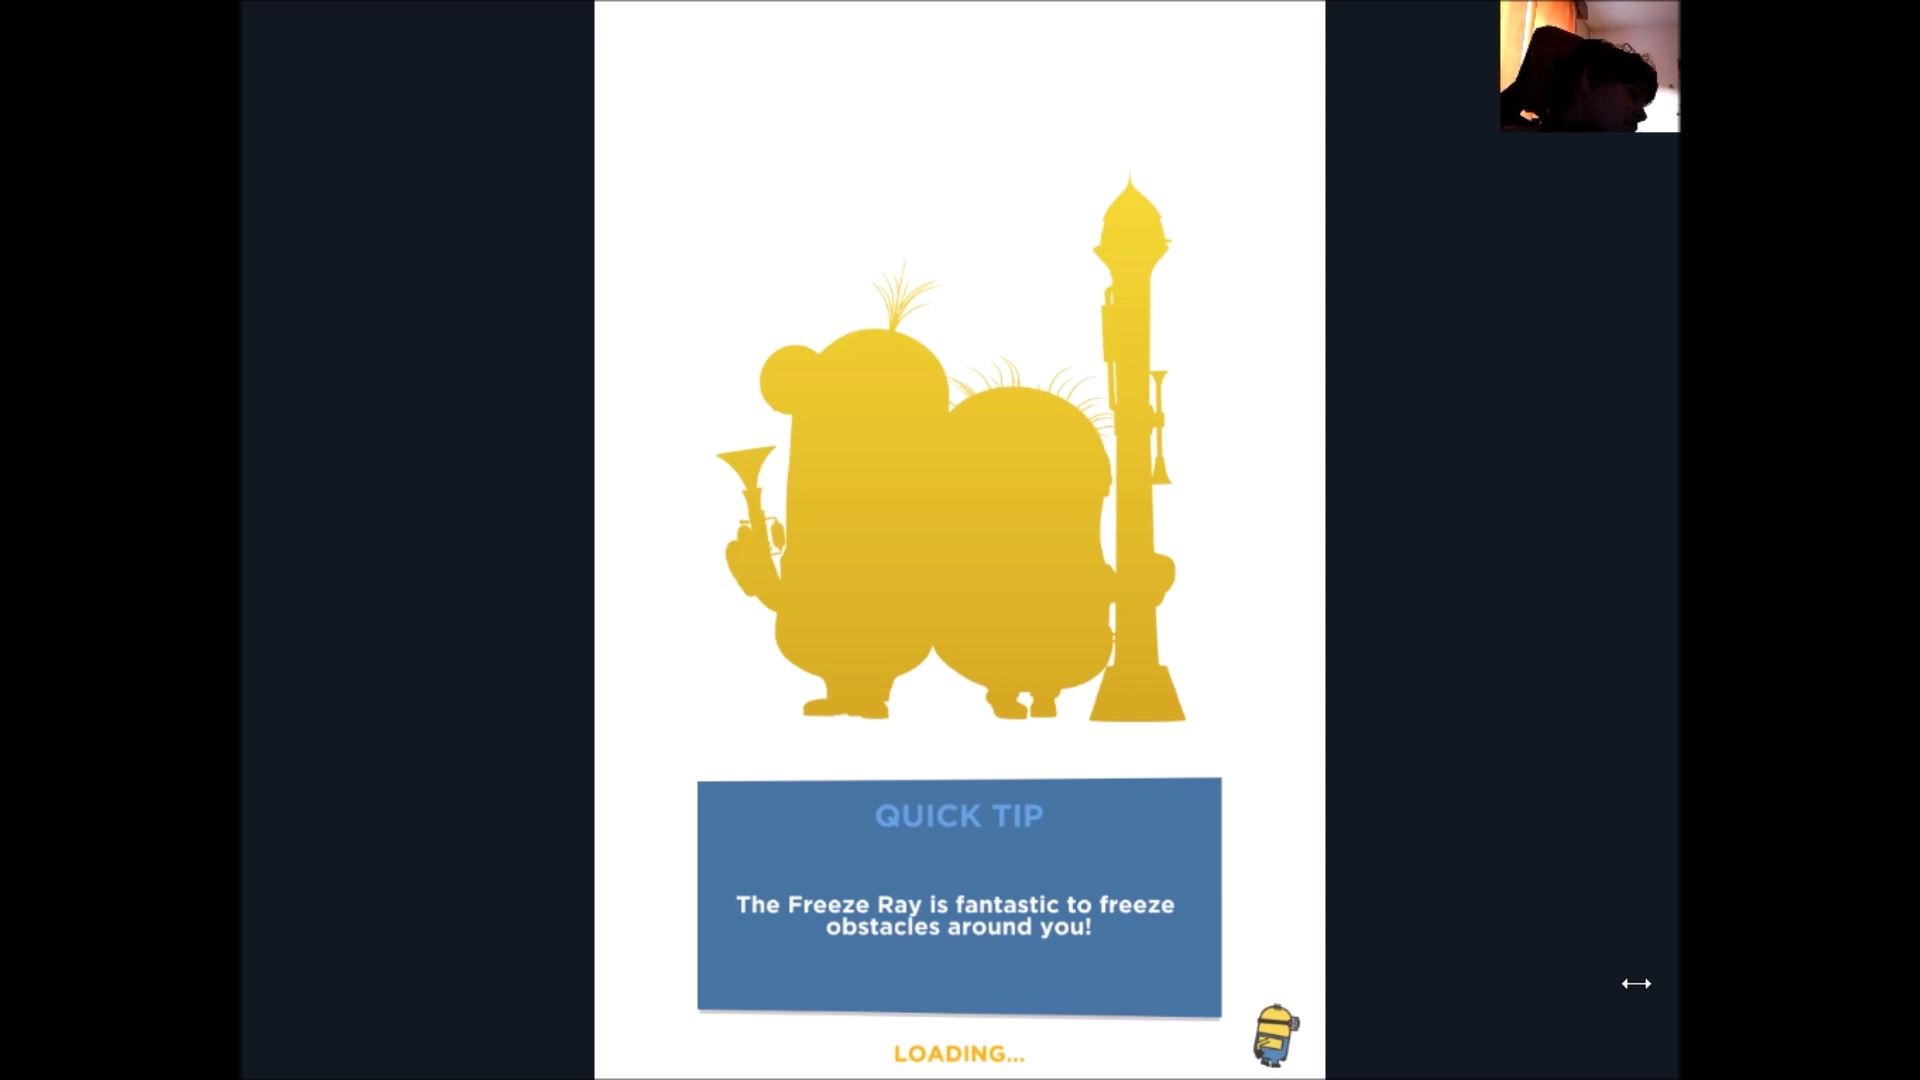 QUICK TIP
The Freeze Ray is fantastic to freeze
obstacles around you!
LOADING...